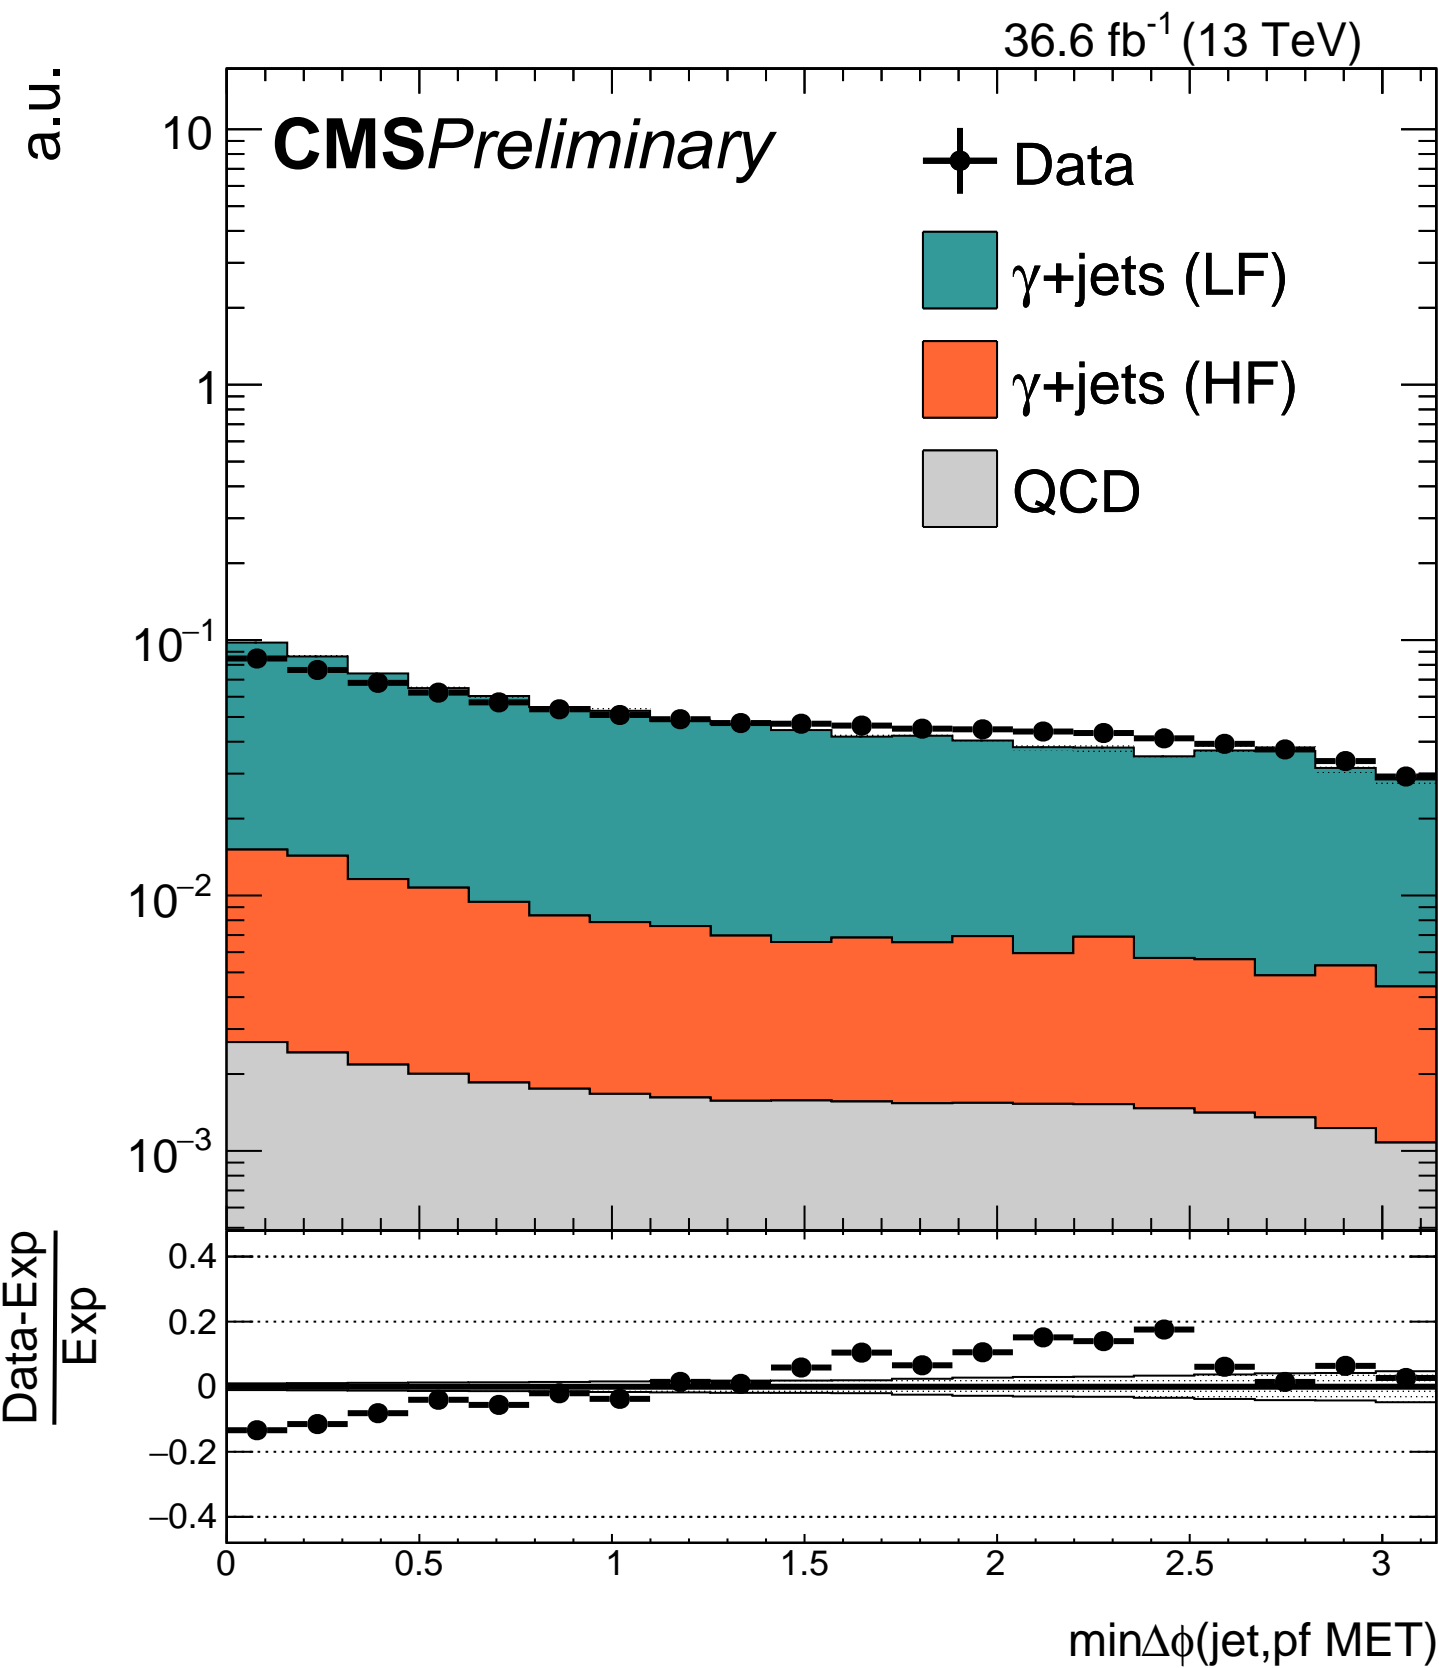 36.6 fb⁻¹ (13 TeV)
a.u.
CMS Preliminary
Data
γ+jets (LF)
γ+jets (HF)
QCD
10
1
10⁻¹
10⁻²
10⁻³
Data-Exp
Exp
0.4
0.2
0
−0.2
−0.4
0 0.5 1 1.5 2 2.5 3
minΔϕ(jet,pf MET)